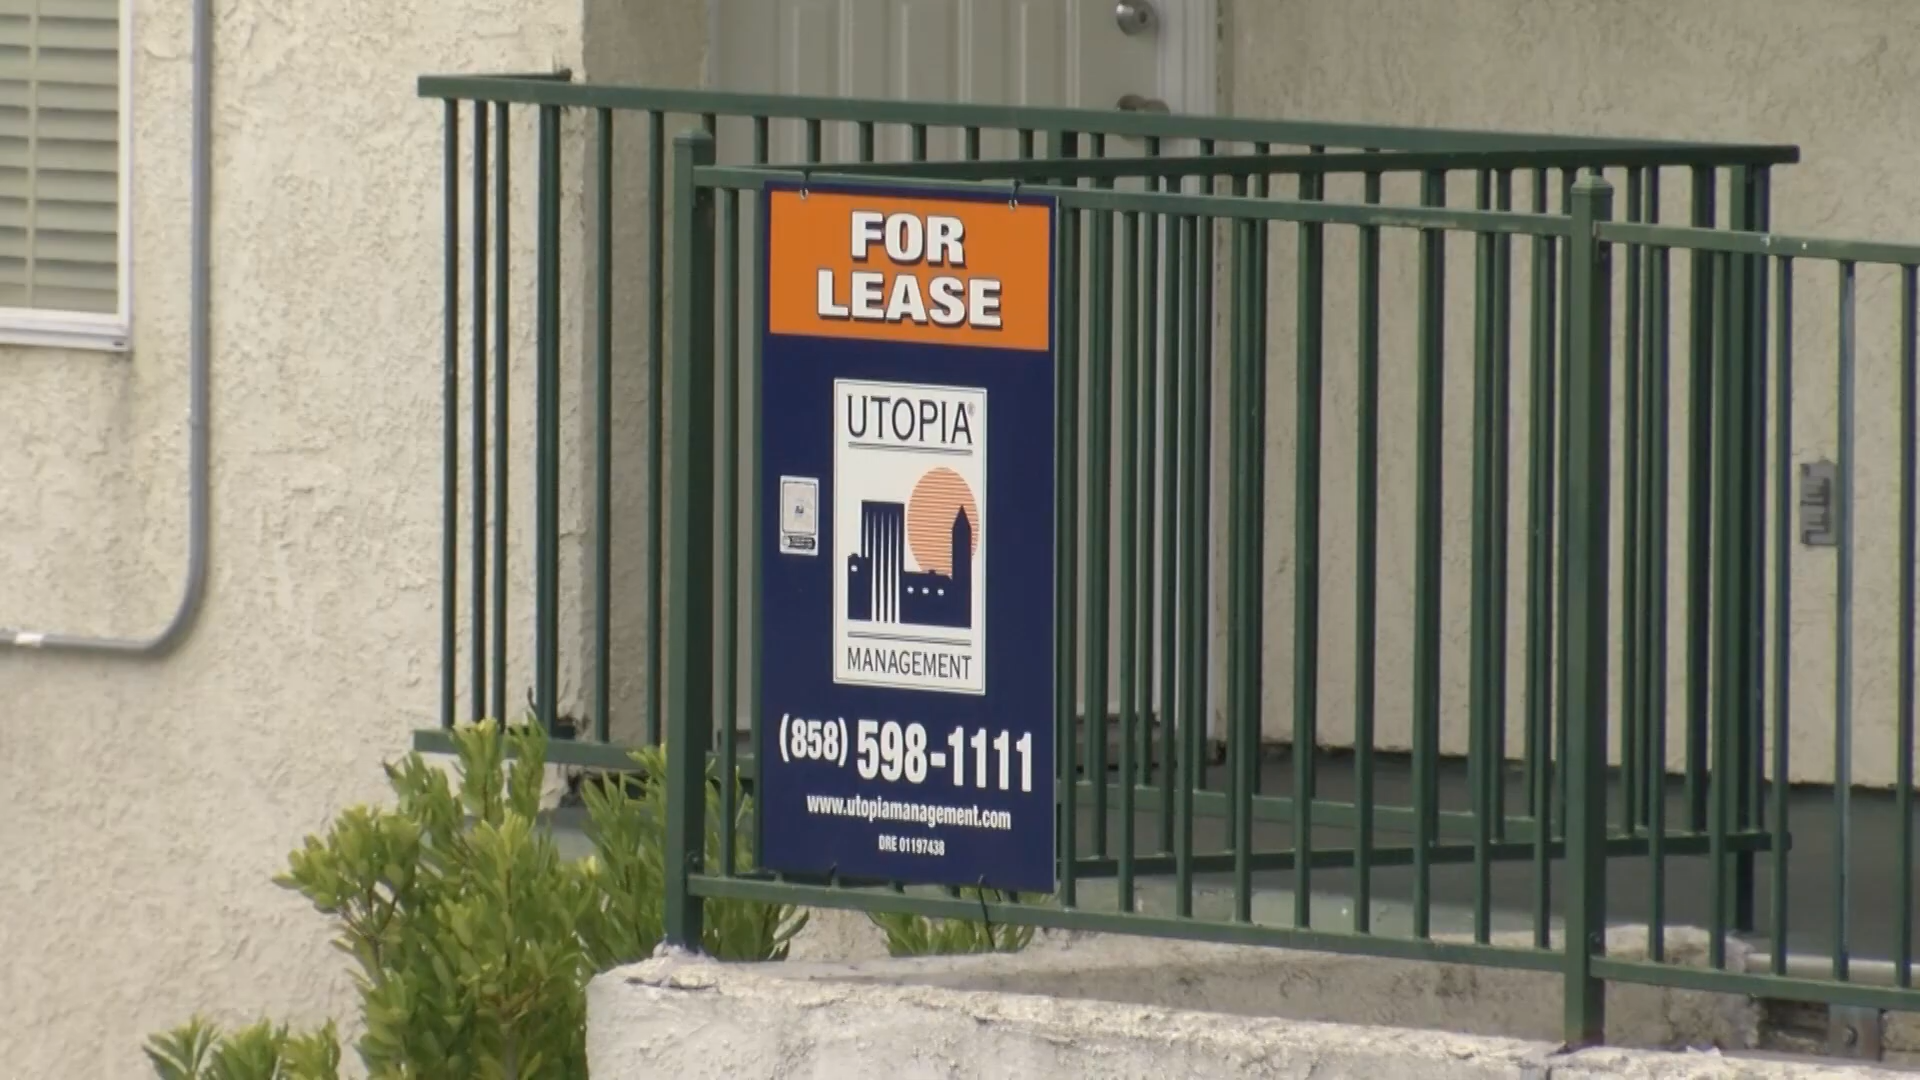 FOR
LEASE
UTOPIA®
MANAGEMENT
(858) 598-1111
www.utopiamanagement.com
DRE 01197438